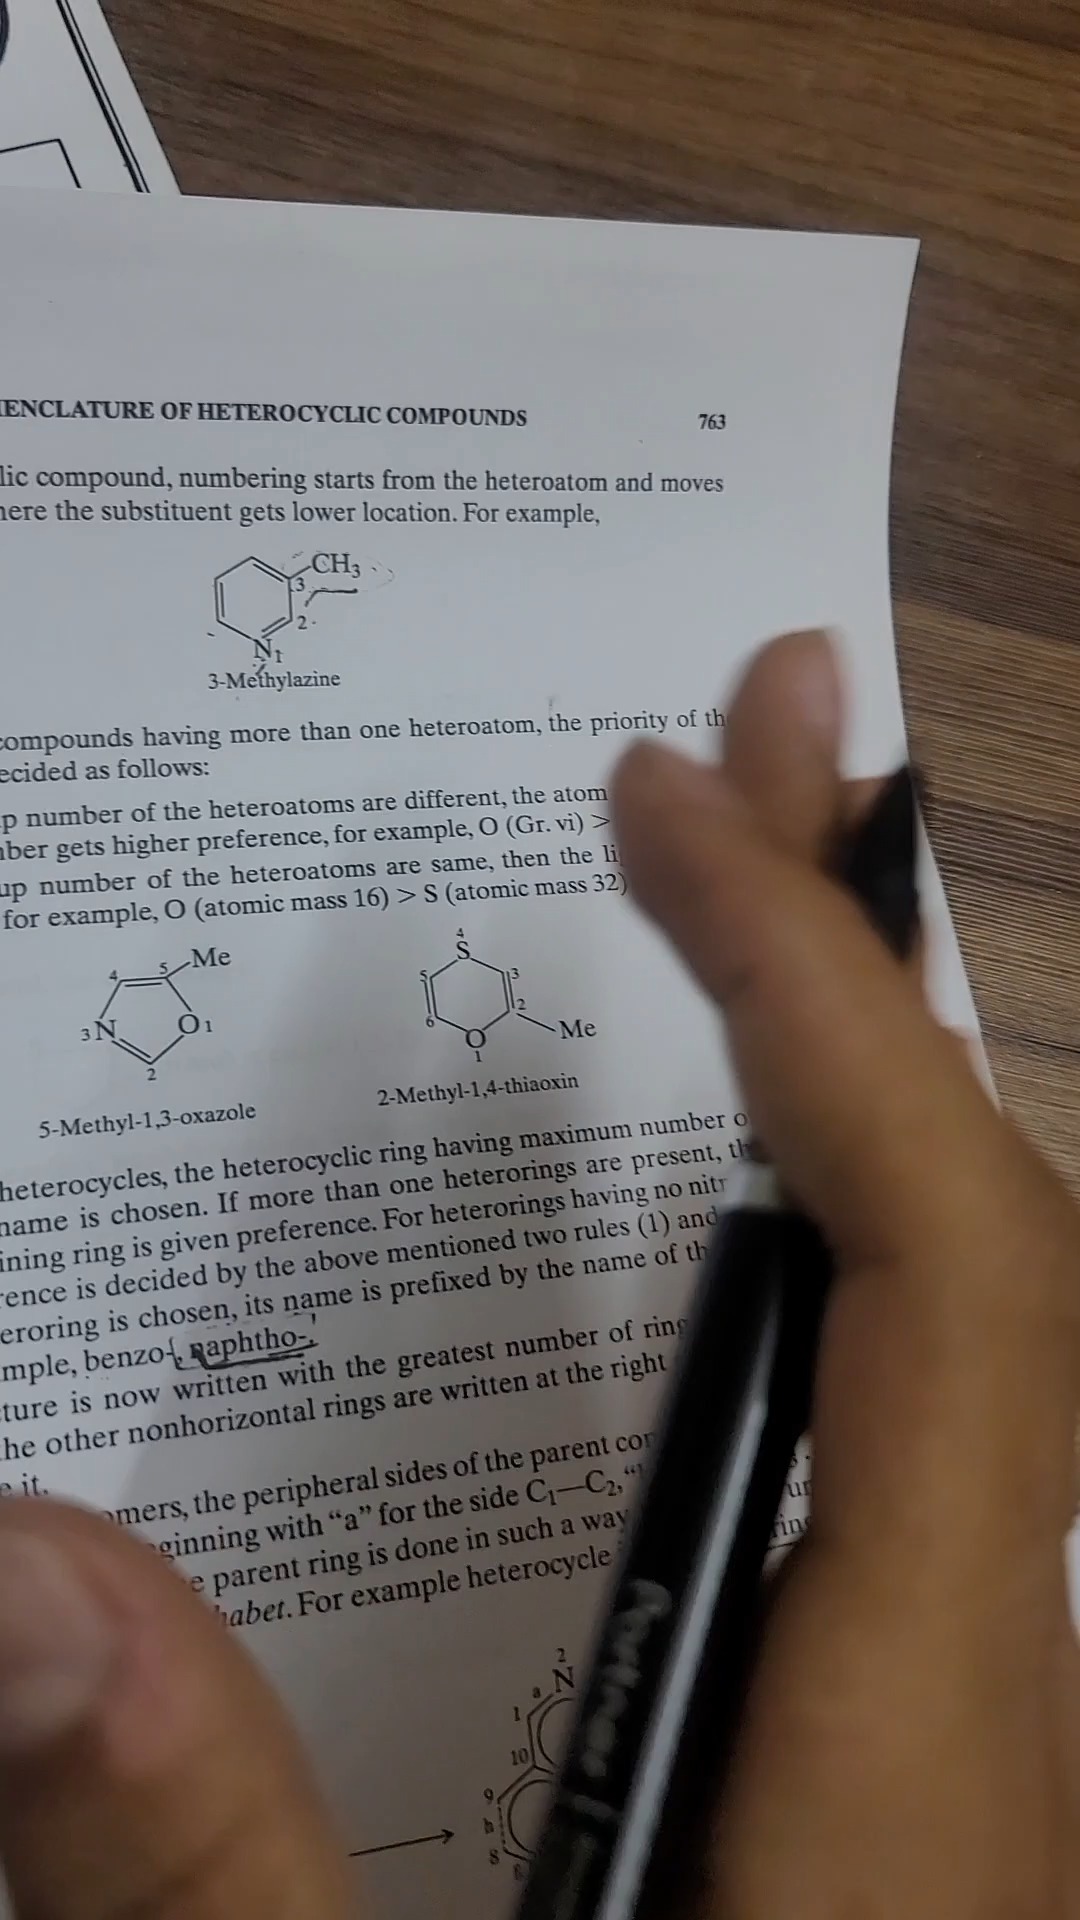 ENCLATURE OF HETEROCYCLIC COMPOUNDS 763
lic compound, numbering starts from the heteroatom and moves
here the substituent gets lower location. For example,
CH3
3
2
N1
3-Methylazine
compounds having more than one heteroatom, the priority of th
ecided as follows:
p number of the heteroatoms are different, the atom
ber gets higher preference, for example, O (Gr. vi) >
up number of the heteroatoms are same, then the li
for example, O (atomic mass 16) > S (atomic mass 32)
4 5 Me
3 N O 1
2
5-Methyl-1,3-oxazole
4
S
5 3
6 2
O Me
1
2-Methyl-1,4-thiaoxin
heterocycles, the heterocyclic ring having maximum number o
name is chosen. If more than one heterorings are present, th
ining ring is given preference. For heterorings having no nitr
rence is decided by the above mentioned two rules (1) and
eroring is chosen, its name is prefixed by the name of th
mple, benzo-, naphtho-,
ture is now written with the greatest number of ring
he other nonhorizontal rings are written at the right
e it.
omers, the peripheral sides of the parent cor
ginning with "a" for the side C1—C2, "
e parent ring is done in such a way
habet. For example heterocycle
2
a N
1
10
9
b
8